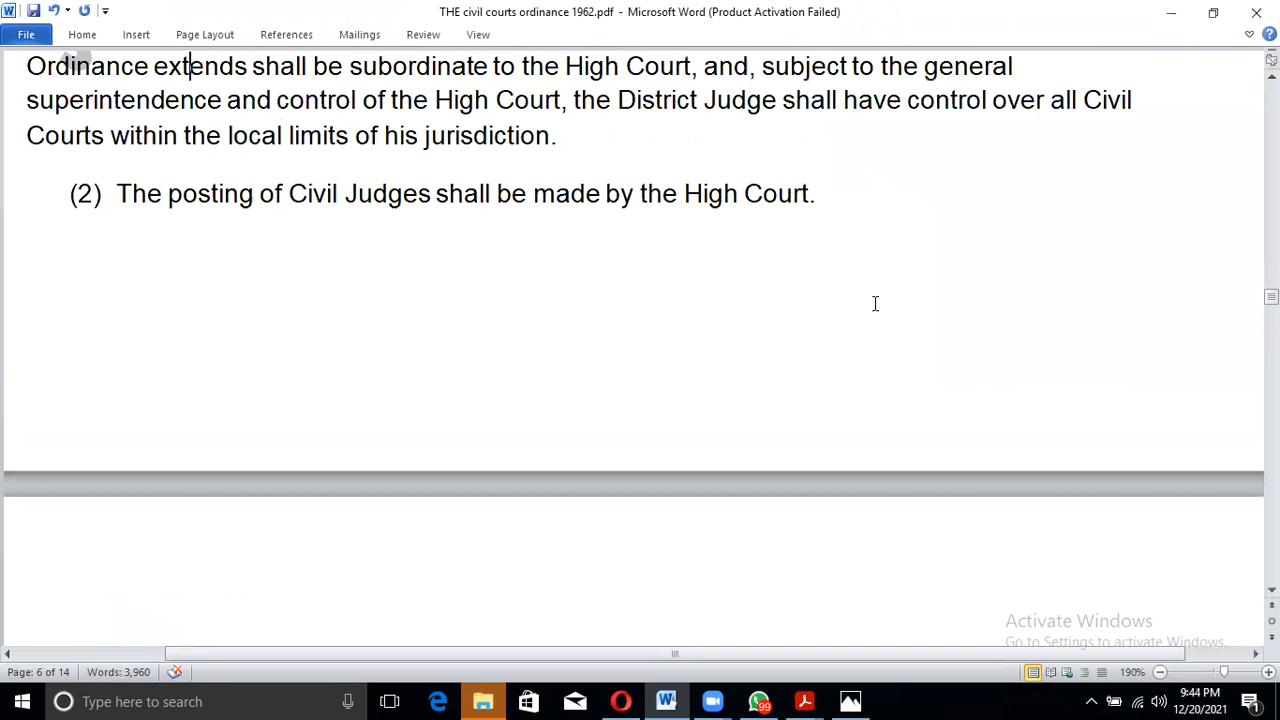 THE civil courts ordinance 1962.pdf - Microsoft Word (Product Activation Failed)
File Home Insert Page Layout References Mailings Review View
Ordinance extends shall be subordinate to the High Court, and, subject to the general
superintendence and control of the High Court, the District Judge shall have control over all Civil
Courts within the local limits of his jurisdiction.
(2) The posting of Civil Judges shall be made by the High Court.
Activate Windows
Go to Settings to activate Windows.
Page: 6 of 14 Words: 3,960 190%
Type here to search 99 9:44 PM
12/20/2021 1